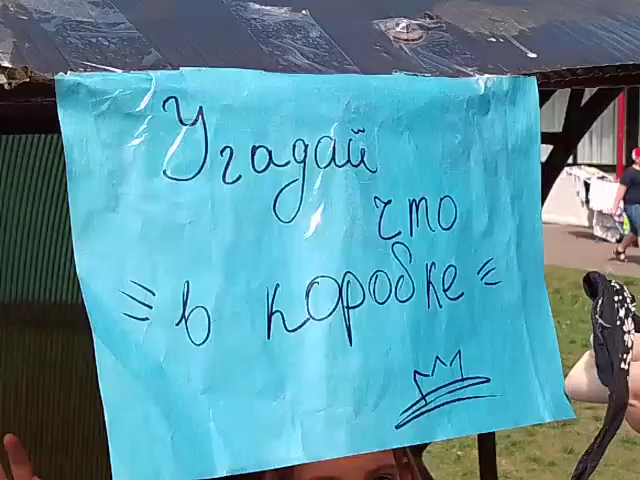 Угадай
что
в коробке